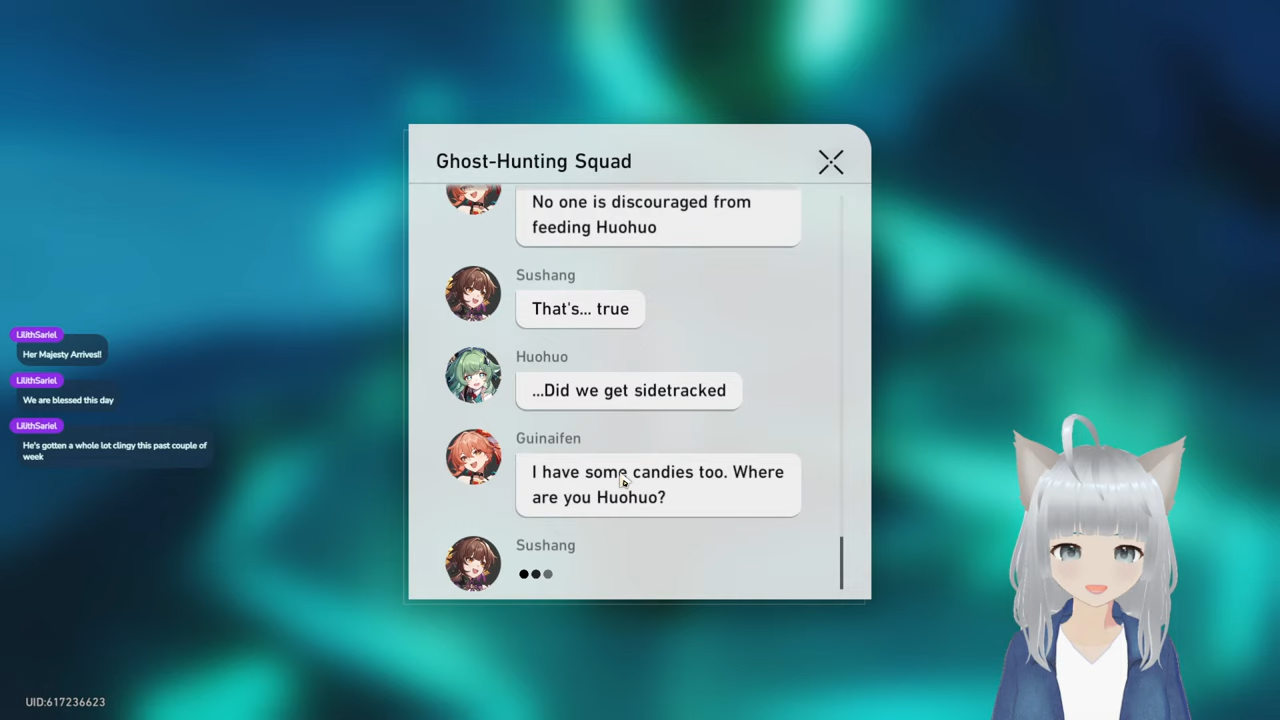 Ghost-Hunting Squad
No one is discouraged from
feeding Huohuo
Sushang
That's... true
Huohuo
...Did we get sidetracked
Guinaifen
I have some candies too. Where
are you Huohuo?
Sushang
LilithSariel
Her Majesty Arrives!!
LilithSariel
We are blessed this day
LilithSariel
He's gotten a whole lot clingy this past couple of
week
UID:617236623